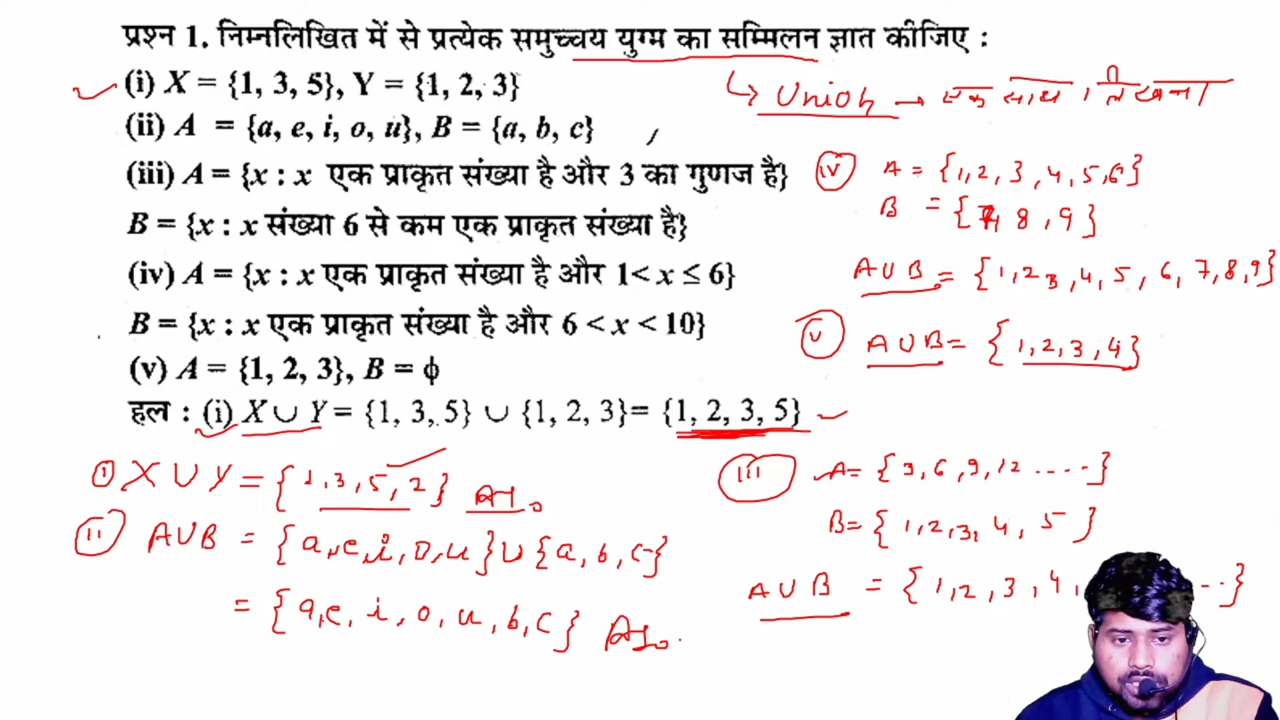 प्रश्न 1. निम्नलिखित में से प्रत्येक समुच्चय युग्म का सम्मिलन ज्ञात कीजिए :
(i) X = {1, 3, 5}, Y = {1, 2, 3}
↳ Union → एक साथ लिखना
(ii) A = {a, e, i, o, u}, B = {a, b, c}
(iii) A = {x : x एक प्राकृत संख्या है और 3 का गुणज है}
B = {x : x संख्या 6 से कम एक प्राकृत संख्या है}
(iv) A = {x : x एक प्राकृत संख्या है और 1< x ≤ 6}
B = {x : x एक प्राकृत संख्या है और 6 < x < 10}
(v) A = {1, 2, 3}, B = ϕ
हल : (i) X ∪ Y = {1, 3, 5} ∪ {1, 2, 3}= {1, 2, 3, 5}
(iv) A = {1,2, 3, 4, 5,6}
B = {7, 8, 9}
A ∪ B = {1, 2, 3, 4, 5, 6, 7, 8, 9}
(v) A ∪ B = {1, 2, 3, 4}
(i) X ∪ Y = {1, 3, 5, 2}
(ii) A∪B = {a, e, i, o, u} ∪ {a, b, c}
= {a, e, i, o, u, b, c}
(iii) A= {3, 6, 9, 12 .....}
B= {1, 2, 3, 4, 5}
A ∪ B = {1, 2, 3, 4, ...}